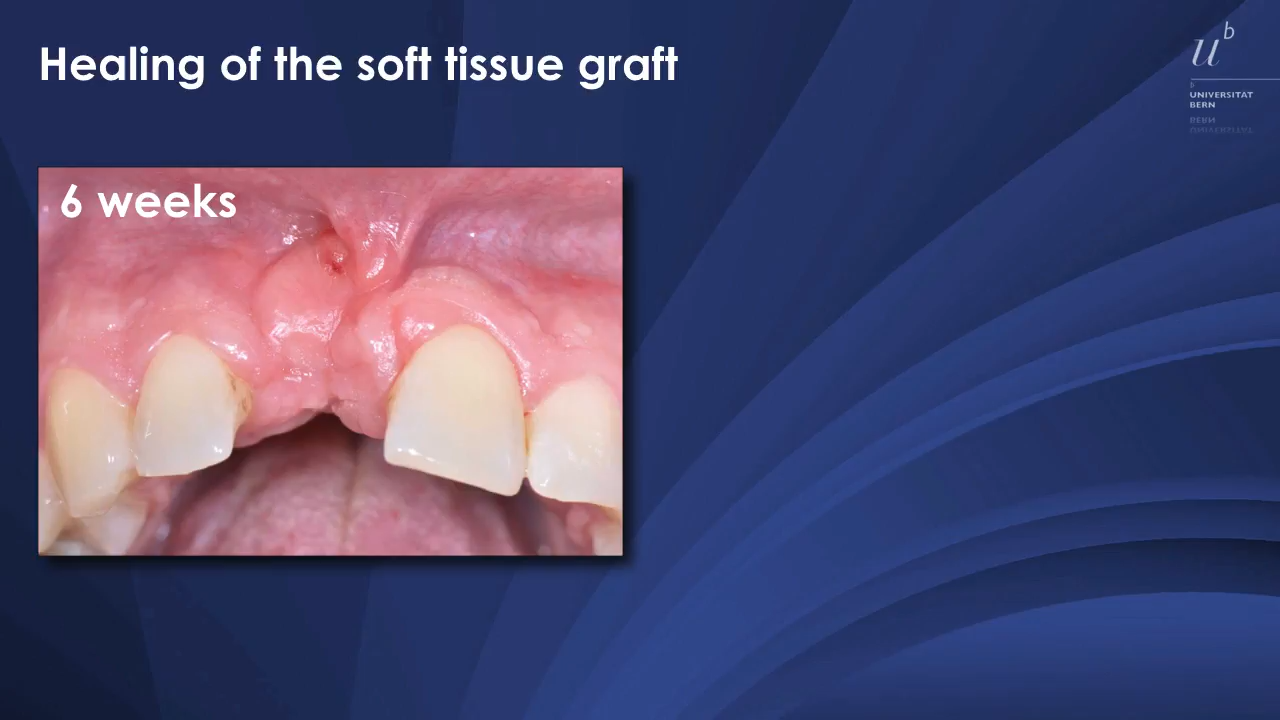 Healing of the soft tissue graft
u
b
b
UNIVERSITÄT
BERN
6 weeks